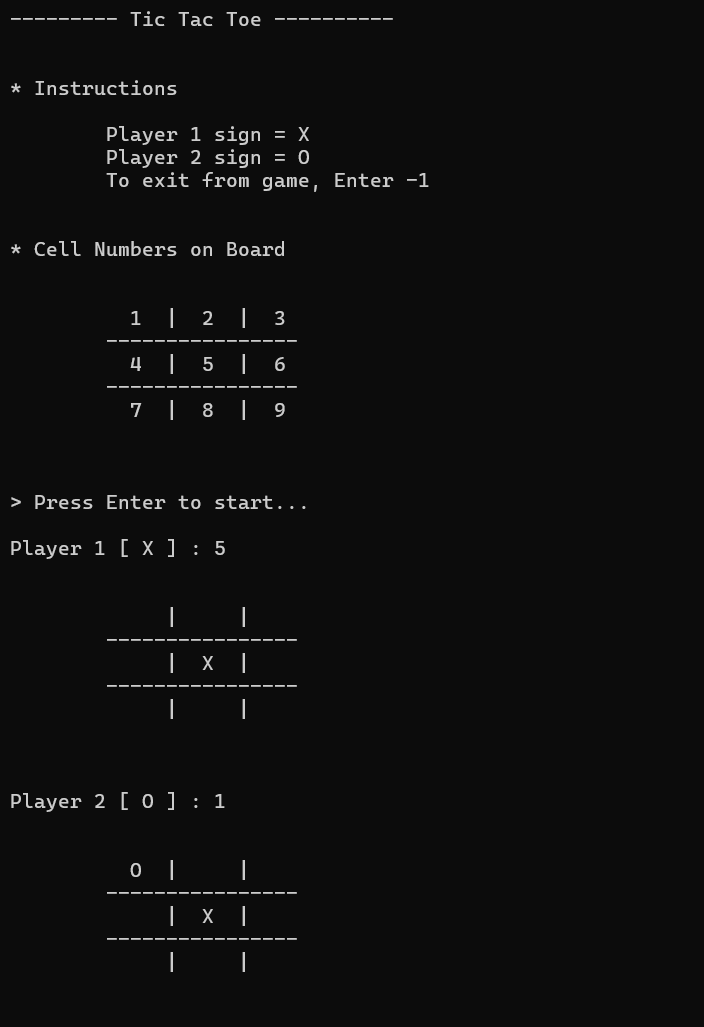 --------- Tic Tac Toe ----------
* Instructions
Player 1 sign = X
Player 2 sign = O
To exit from game, Enter -1
* Cell Numbers on Board
1 | 2 | 3
----------------
4 | 5 | 6
----------------
7 | 8 | 9
> Press Enter to start...
Player 1 [ X ] : 5
| |
----------------
| X |
----------------
| |
Player 2 [ O ] : 1
O | |
----------------
| X |
----------------
| |